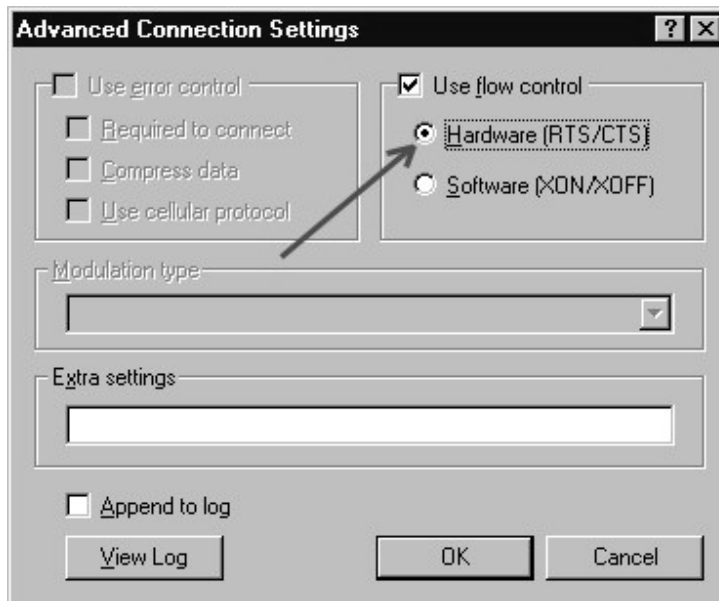 Advanced Connection Settings
Use error control
Required to connect
Compress data
Use cellular protocol
Use flow control
Hardware (RTS/CTS)
Software (XON/XOFF)
Modulation type
Extra settings
Append to log
View Log
OK
Cancel